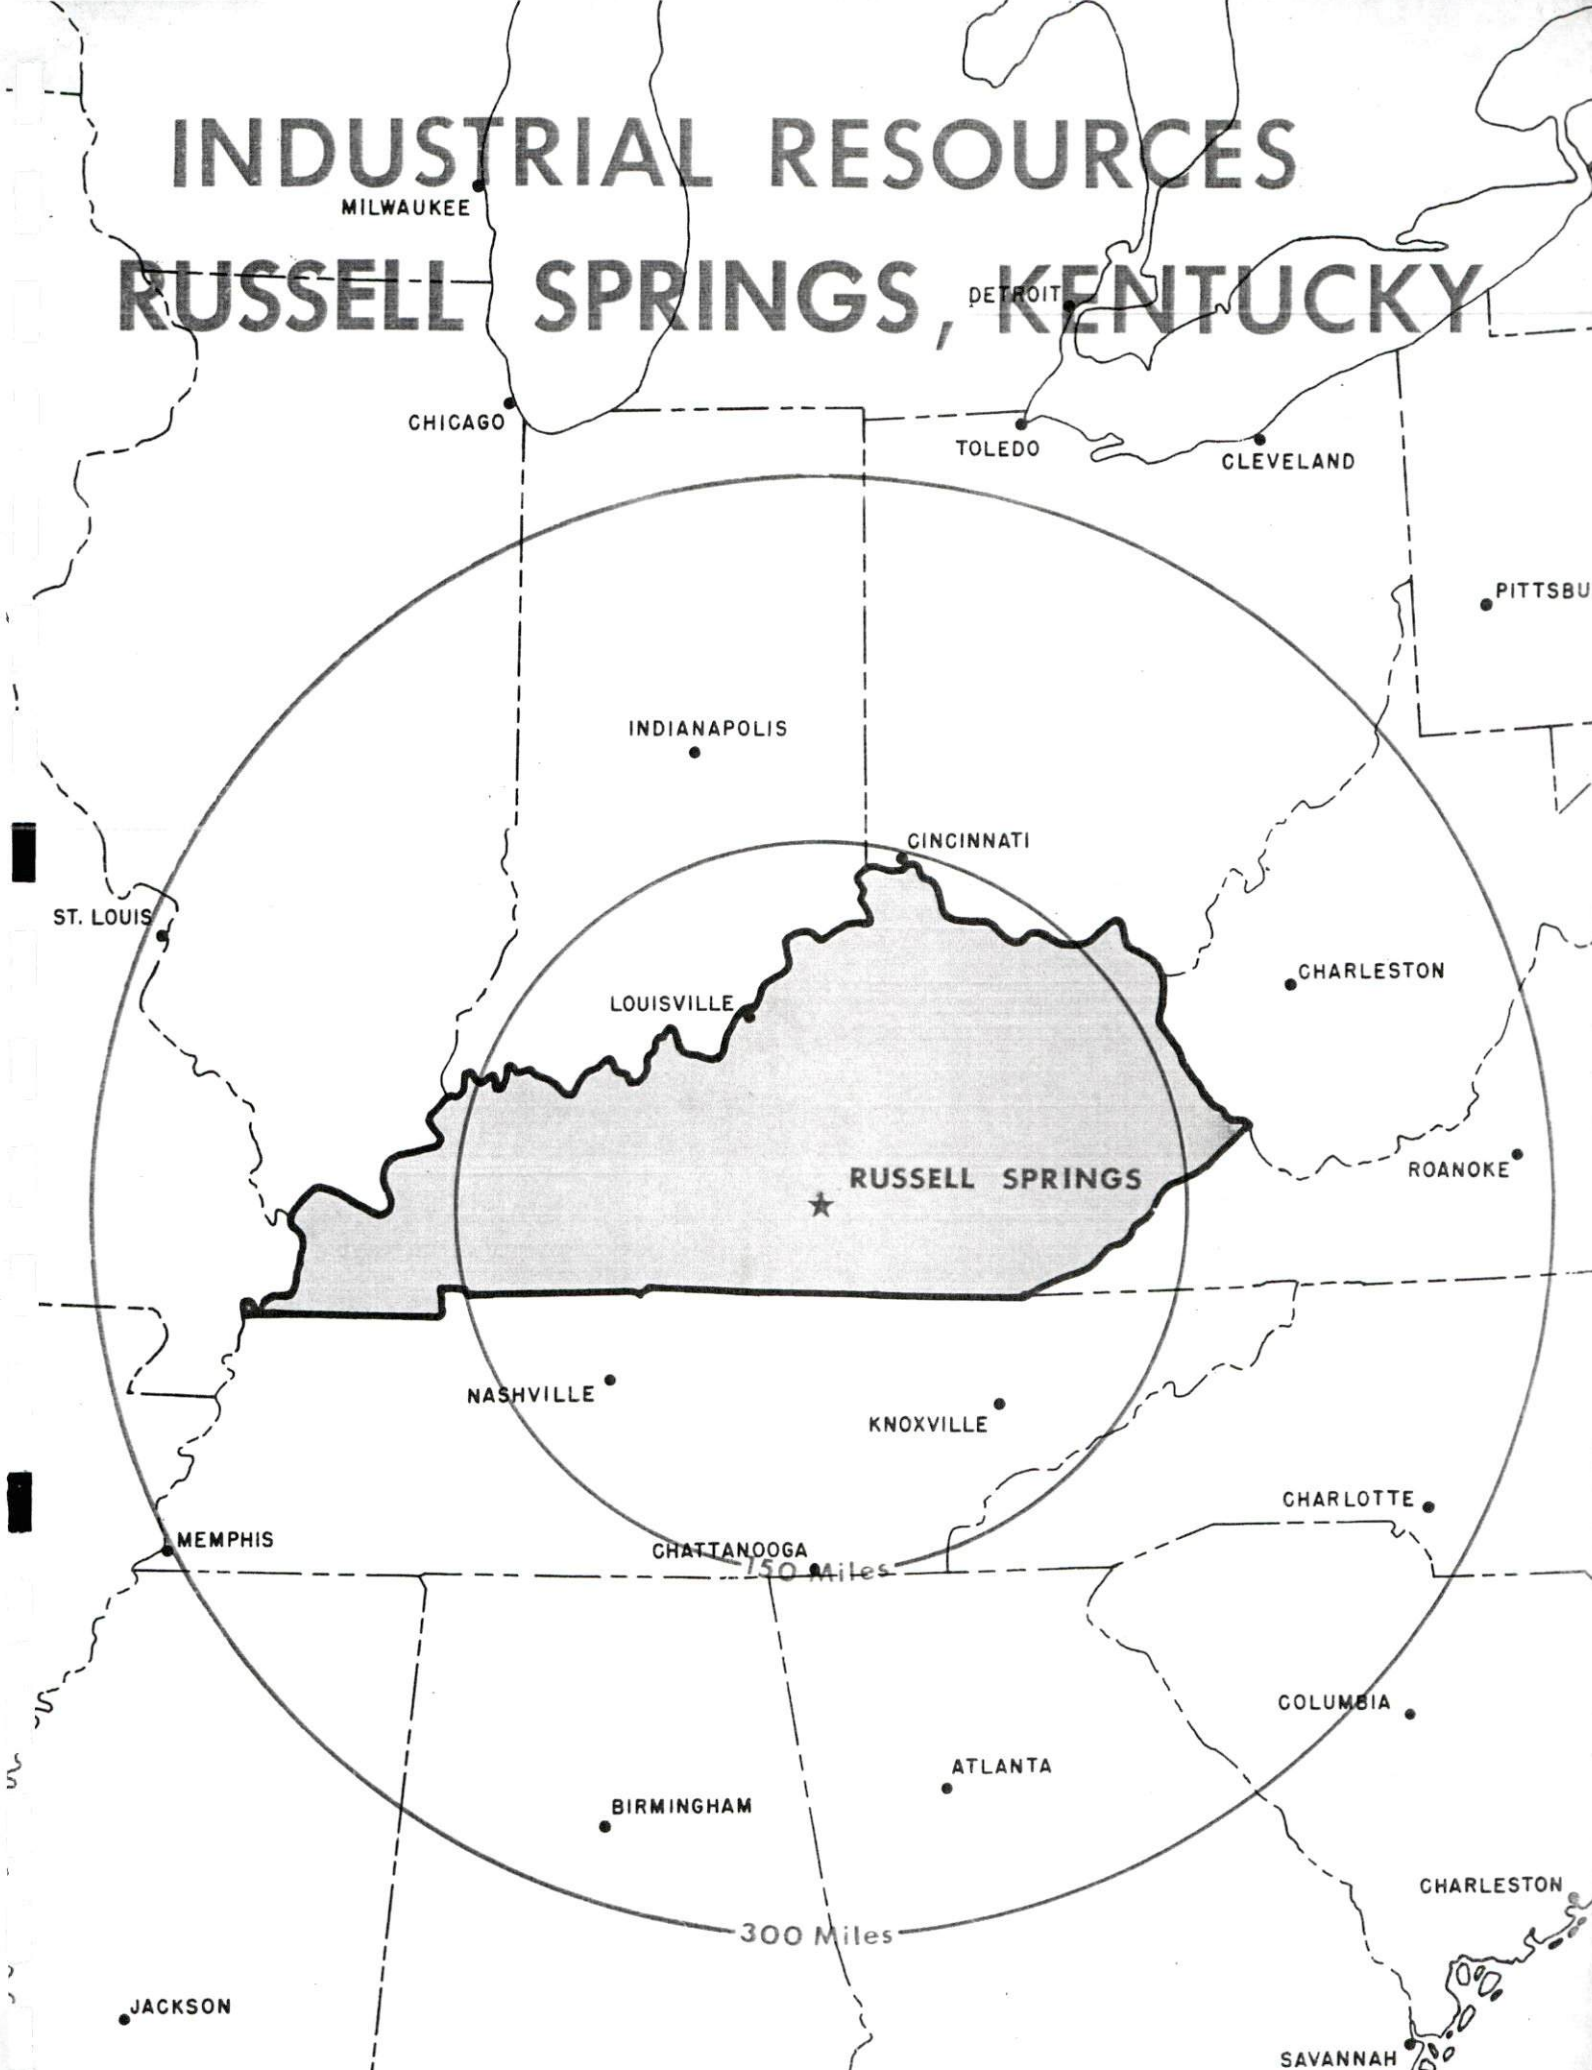 INDUSTRIAL RESOURCES
MILWAUKEE
RUSSELL SPRINGS, KENTUCKY
DETROIT
CHICAGO
TOLEDO
CLEVELAND
PITTSBU
INDIANAPOLIS
CINCINNATI
ST. LOUIS
CHARLESTON
LOUISVILLE
ROANOKE
RUSSELL SPRINGS
NASHVILLE
KNOXVILLE
CHARLOTTE
MEMPHIS
CHATTANOOGA
150 Miles
COLUMBIA
ATLANTA
BIRMINGHAM
CHARLESTON
300 Miles
JACKSON
SAVANNAH